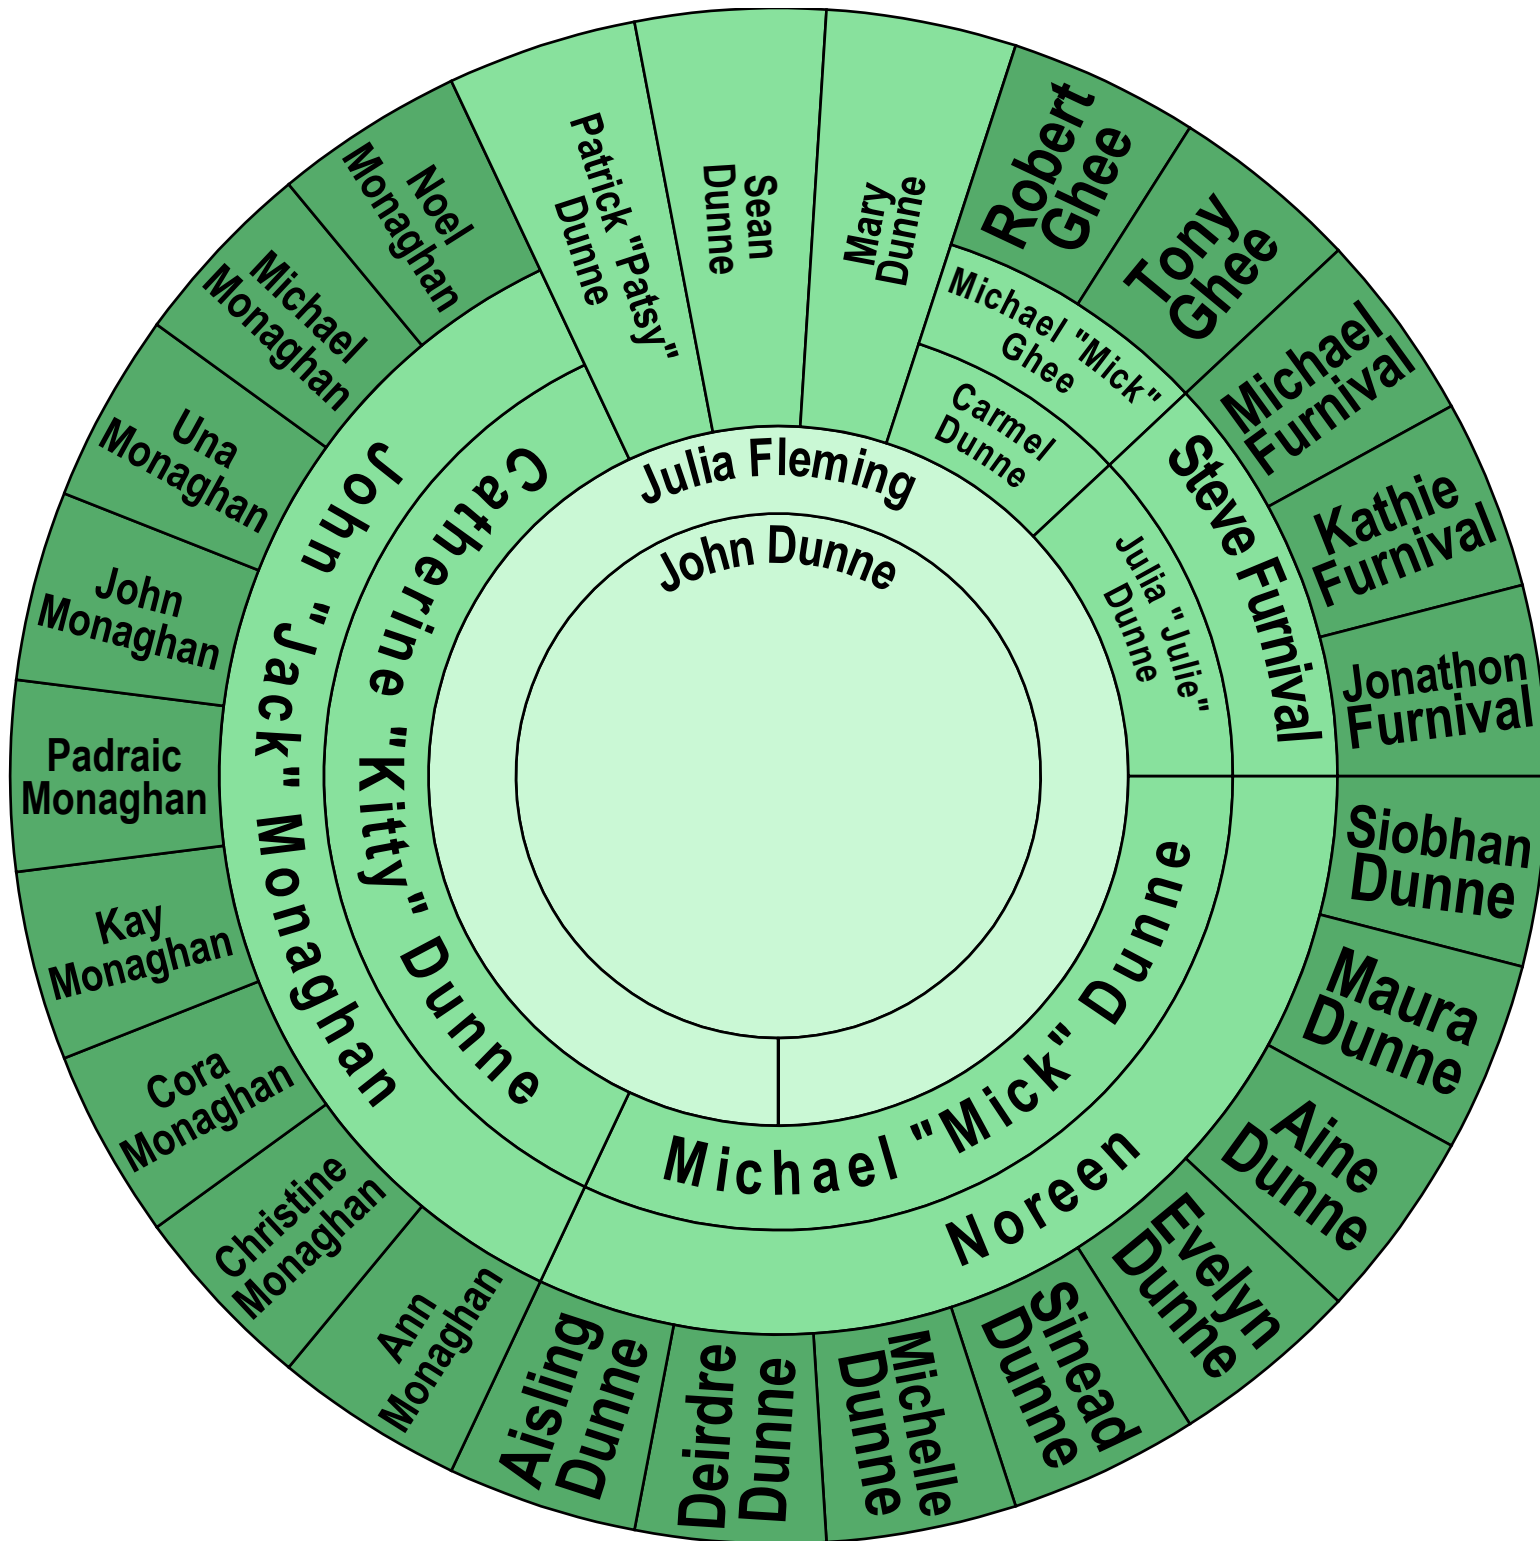 John Dunne
Julia Fleming
Catherine "Kitty" Dunne
John "Jack" Monaghan
Ann
Monaghan
Christine
Monaghan
Cora
Monaghan
Kay
Monaghan
Padraic
Monaghan
John
Monaghan
Una
Monaghan
Michael
Monaghan
Noel
Monaghan
Patrick "Patsy"
Dunne
Sean
Dunne
Mary
Dunne
Carmel
Dunne
Michael "Mick"
Ghee
Robert
Ghee
Tony
Ghee
Julia "Julie"
Dunne
Steve Furnival
Michael
Furnival
Kathie
Furnival
Jonathon
Furnival
Michael "Mick" Dunne
Noreen
Siobhan
Dunne
Maura
Dunne
Aine
Dunne
Evelyn
Dunne
Sinead
Dunne
Michelle
Dunne
Deirdre
Dunne
Aisling
Dunne